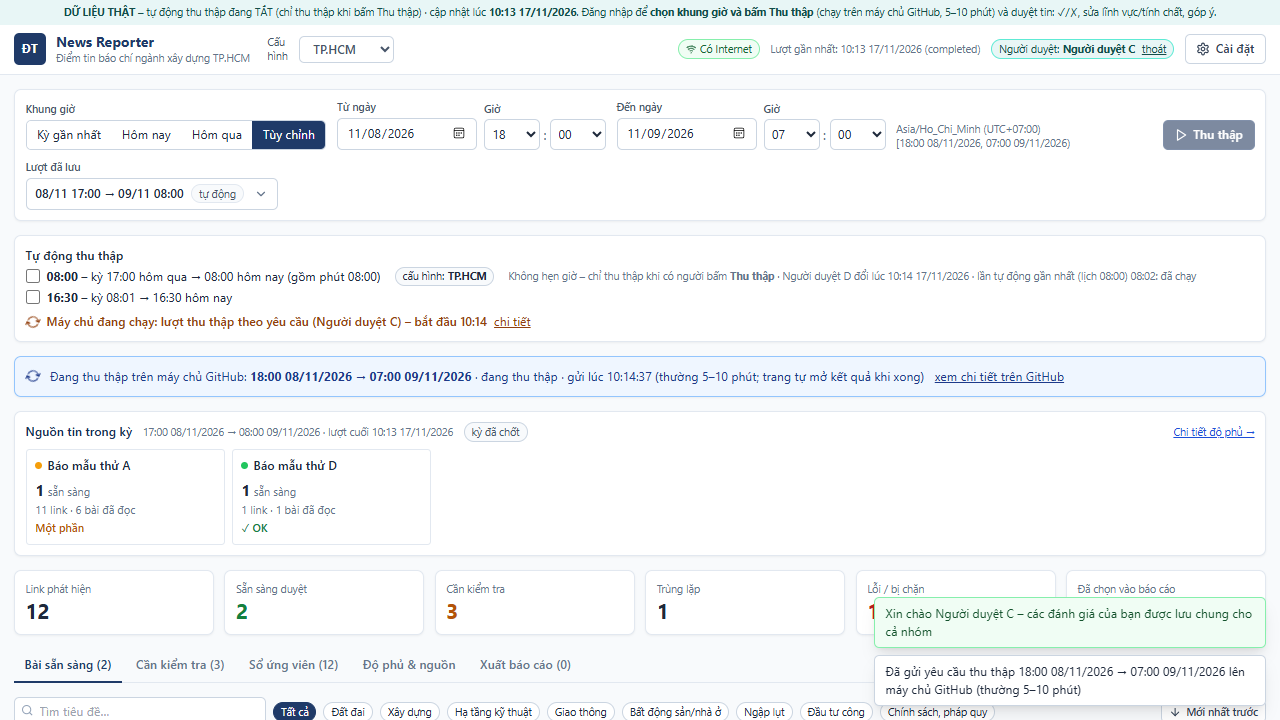 DỮ LIỆU THẬT – tự động thu thập đang TẮT (chỉ thu thập khi bấm Thu thập) · cập nhật lúc 10:13 17/11/2026. Đăng nhập để chọn khung giờ và bấm Thu thập (chạy trên máy chủ GitHub, 5–10 phút) và duyệt tin: ✓/X, sửa lĩnh vực/tính chất, góp ý.
ĐT
News Reporter
Điểm tin báo chí ngành xây dựng TP.HCM
Cấu hình
TP.HCM
Có Internet
Lượt gần nhất: 10:13 17/11/2026 (completed)
Người duyệt: Người duyệt C thoát
Cài đặt
Khung giờ
Kỳ gần nhất
Hôm nay
Hôm qua
Tùy chỉnh
Từ ngày
11/08/2026
Giờ
18 : 00
Đến ngày
11/09/2026
Giờ
07 : 00
Asia/Ho_Chi_Minh (UTC+07:00)
[18:00 08/11/2026, 07:00 09/11/2026)
Thu thập
Lượt đã lưu
08/11 17:00 → 09/11 08:00 tự động
Tự động thu thập
08:00 – kỳ 17:00 hôm qua → 08:00 hôm nay (gồm phút 08:00)
cấu hình: TP.HCM
Không hẹn giờ – chỉ thu thập khi có người bấm Thu thập · Người duyệt D đổi lúc 10:14 17/11/2026 · lần tự động gần nhất (lịch 08:00) 08:02: đã chạy
16:30 – kỳ 08:01 → 16:30 hôm nay
Máy chủ đang chạy: lượt thu thập theo yêu cầu (Người duyệt C) – bắt đầu 10:14 chi tiết
Đang thu thập trên máy chủ GitHub: 18:00 08/11/2026 → 07:00 09/11/2026 · đang thu thập · gửi lúc 10:14:37 (thường 5–10 phút; trang tự mở kết quả khi xong) xem chi tiết trên GitHub
Nguồn tin trong kỳ
17:00 08/11/2026 → 08:00 09/11/2026 · lượt cuối 10:13 17/11/2026
kỳ đã chốt
Chi tiết độ phủ →
Báo mẫu thử A
1 sẵn sàng
11 link · 6 bài đã đọc
Một phần
Báo mẫu thử D
1 sẵn sàng
1 link · 1 bài đã đọc
✓ OK
Link phát hiện
12
Sẵn sàng duyệt
2
Cần kiểm tra
3
Trùng lặp
1
Lỗi / bị chặn
Đã chọn vào báo cáo
Xin chào Người duyệt C – các đánh giá của bạn được lưu chung cho cả nhóm
Đã gửi yêu cầu thu thập 18:00 08/11/2026 → 07:00 09/11/2026 lên máy chủ GitHub (thường 5–10 phút)
Bài sẵn sàng (2)
Cần kiểm tra (3)
Sổ ứng viên (12)
Độ phủ & nguồn
Xuất báo cáo (0)
Tìm tiêu đề...
Tất cả
Đất đai
Xây dựng
Hạ tầng kỹ thuật
Giao thông
Bất động sản/nhà ở
Ngập lụt
Đầu tư công
Chính sách, pháp quy
Mới nhất trước